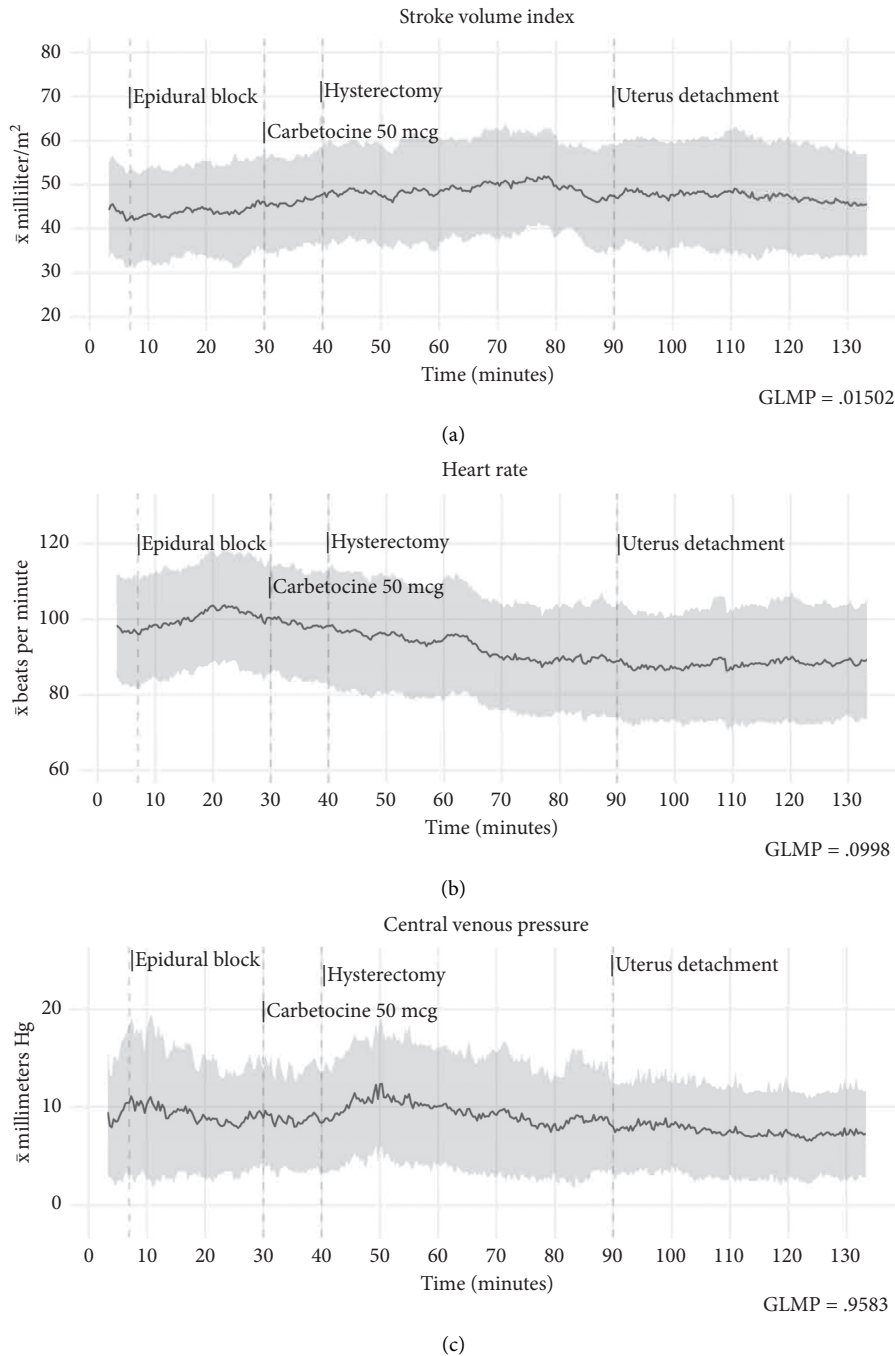 Stroke volume index
80
70
60
50
40
30
20
x̄ milliliter/m²
|Epidural block
|Hysterectomy
|Carbetocine 50 mcg
|Uterus detachment
0 10 20 30 40 50 60 70 80 90 100 110 120 130
Time (minutes)
GLMP = .01502
(a)
Heart rate
120
100
80
60
x̄ beats per minute
|Epidural block
|Hysterectomy
|Carbetocine 50 mcg
|Uterus detachment
0 10 20 30 40 50 60 70 80 90 100 110 120 130
Time (minutes)
GLMP = .0998
(b)
Central venous pressure
20
10
0
x̄ millimeters Hg
|Epidural block
|Hysterectomy
|Carbetocine 50 mcg
|Uterus detachment
0 10 20 30 40 50 60 70 80 90 100 110 120 130
Time (minutes)
GLMP = .9583
(c)